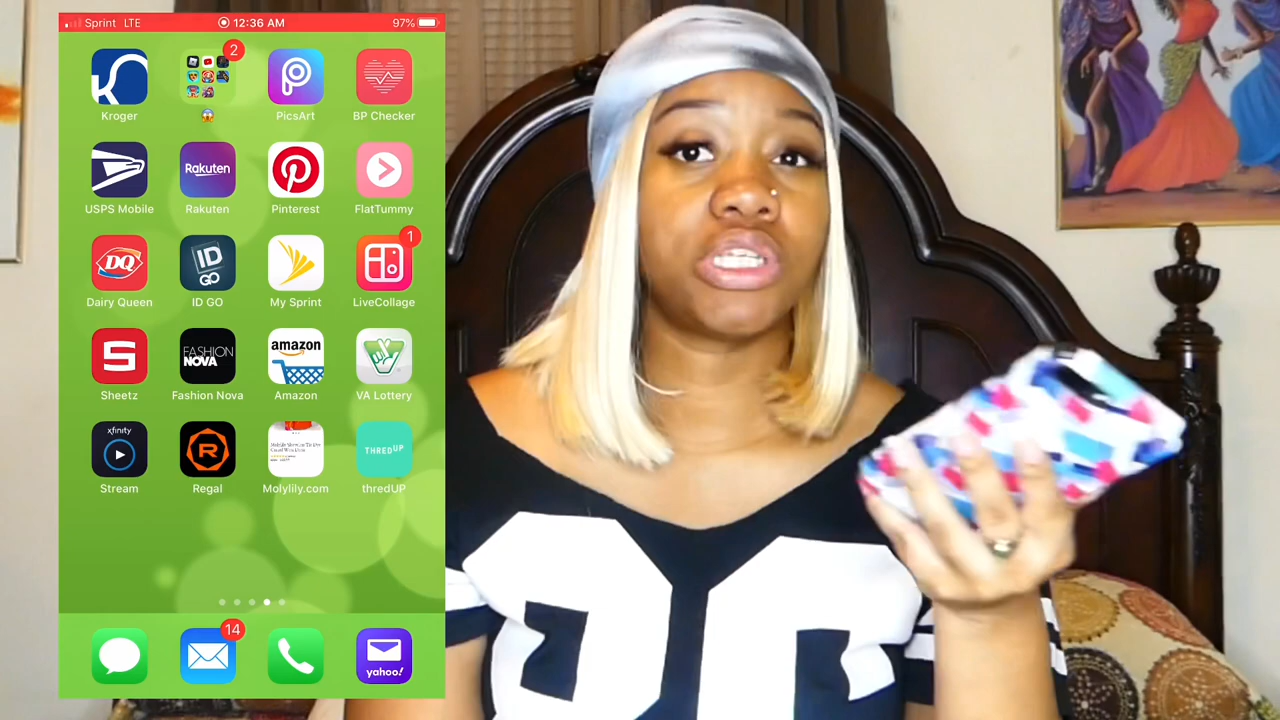 Sprint LTE 12:36 AM 97%
2
Kroger PicsArt BP Checker
Rakuten
USPS Mobile Rakuten Pinterest FlatTummy
DQ ID GO 1
Dairy Queen ID GO My Sprint LiveCollage
FASHION NOVA amazon
Sheetz Fashion Nova Amazon VA Lottery
xfinity THREDUP
Stream Regal Molylily.com thredUP
14
yahoo!